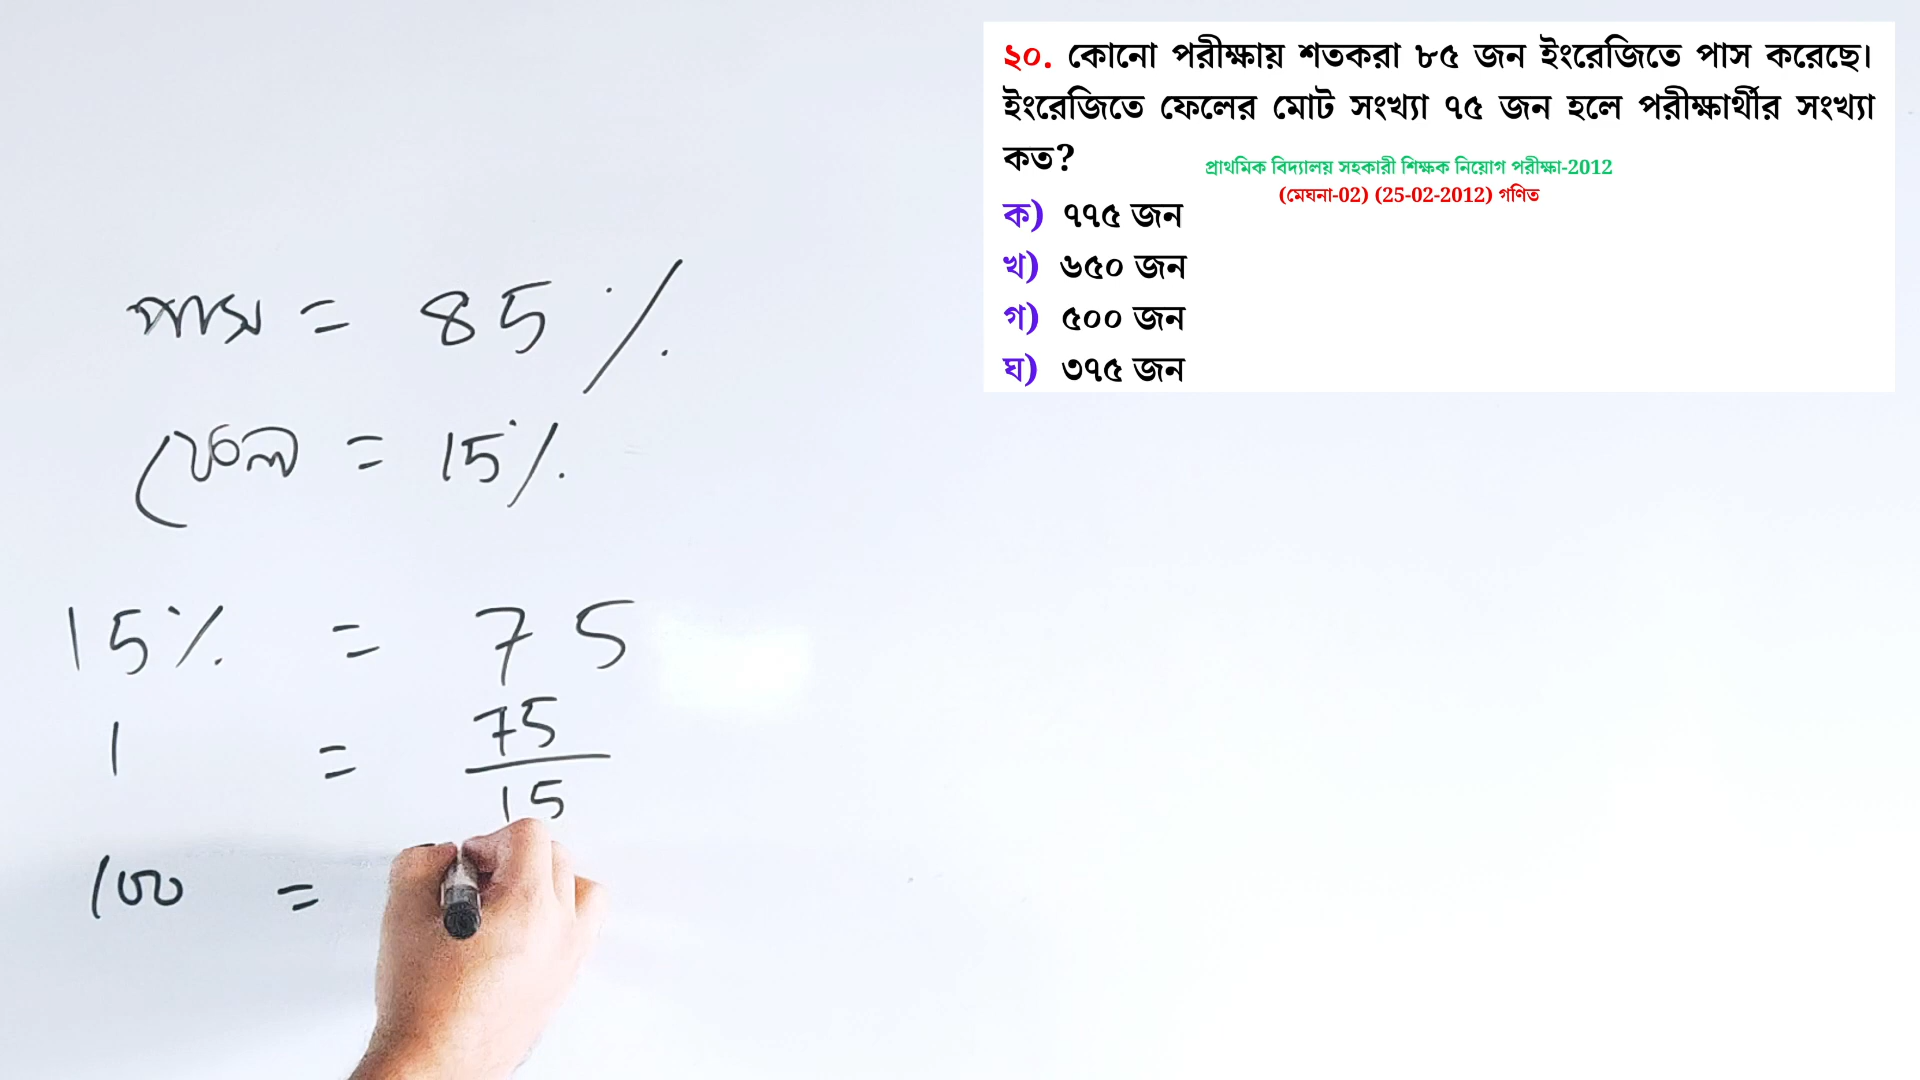 ২০. কোনো পরীক্ষায় শতকরা ৮৫ জন ইংরেজিতে পাস করেছে।
ইংরেজিতে ফেলের মোট সংখ্যা ৭৫ জন হলে পরীক্ষার্থীর সংখ্যা
কত?
প্রাথমিক বিদ্যালয় সহকারী শিক্ষক নিয়োগ পরীক্ষা-2012
(মেঘনা-02) (25-02-2012) গণিত
ক) ৭৭৫ জন
খ) ৬৫০ জন
গ) ৫০০ জন
ঘ) ৩৭৫ জন
পাস = 85 %
ফেল = 15%
15% = 75
1 = 75
15
100 =